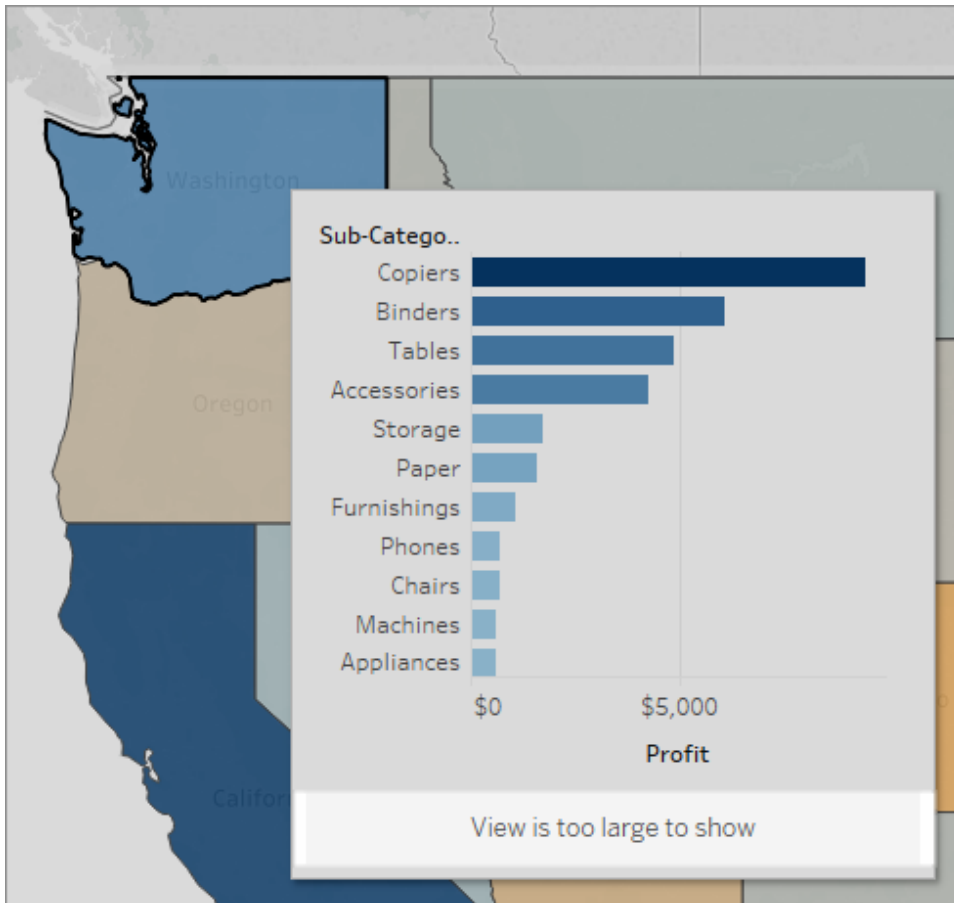 Washington
Sub-Catego..
Copiers
Binders
Tables
Accessories
Oregon
Storage
Paper
Furnishings
Phones
Chairs
Machines
Appliances
$0 $5,000
Profit
View is too large to show